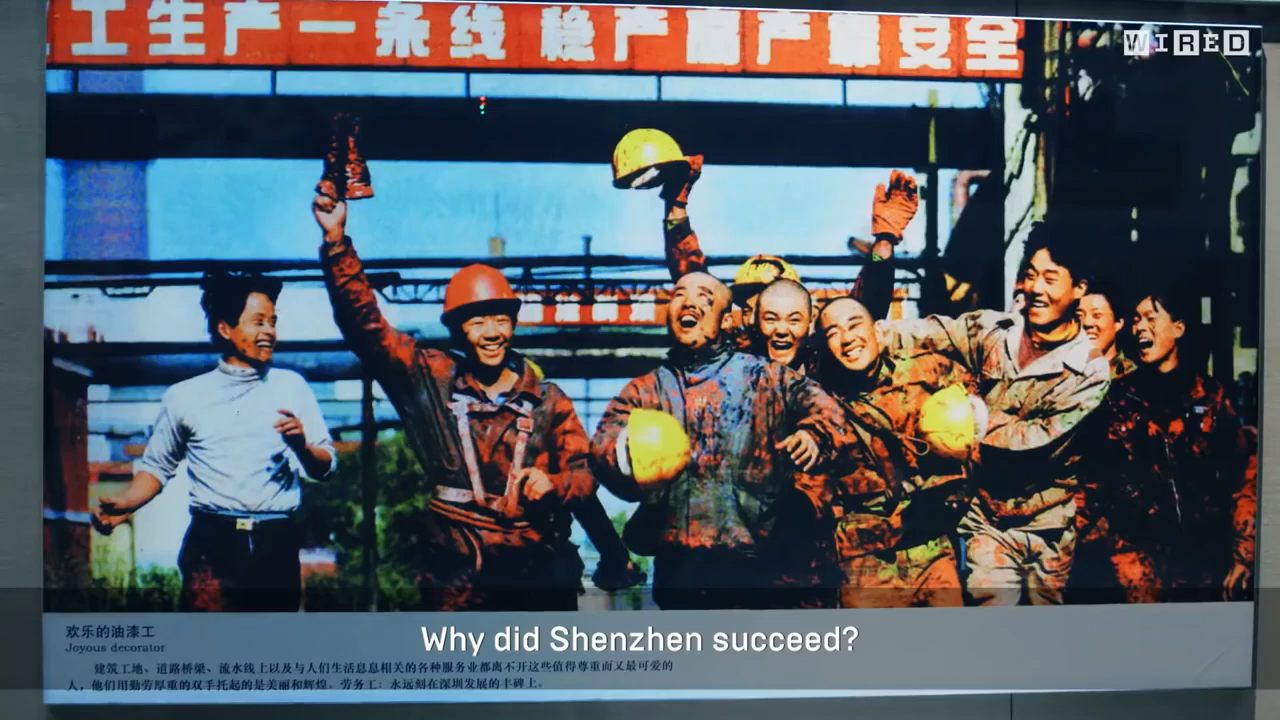 工生产一条线 稳产高产靠安全
WIRED
欢乐的油漆工
Joyous decorator
Why did Shenzhen succeed?
建筑工地、道路桥梁、流水线上以及与人们生活息息相关的各种服务业都离不开这些值得尊重而又最可爱的
人，他们用勤劳厚重的双手托起的是美丽和辉煌。劳务工：永远刻在深圳发展的丰碑上。